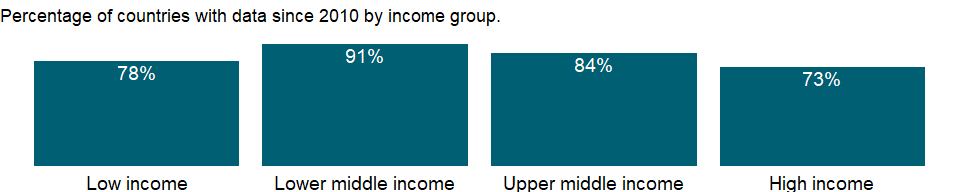 Percentage of countries with data since 2010 by income group.
78%
91%
84%
73%
Low income
Lower middle income
Upper middle income
High income